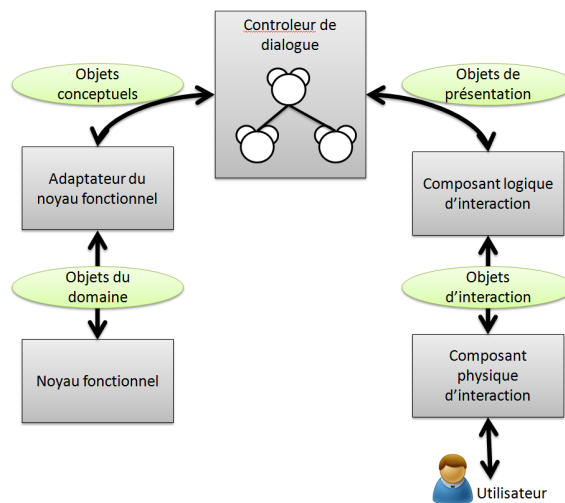 Controleur de
dialogue
Objets
conceptuels
Objets de
présentation
Adaptateur du
noyau fonctionnel
Composant logique
d'interaction
Objets du
domaine
Objets
d'interaction
Noyau fonctionnel
Composant
physique
d'interaction
Utilisateur